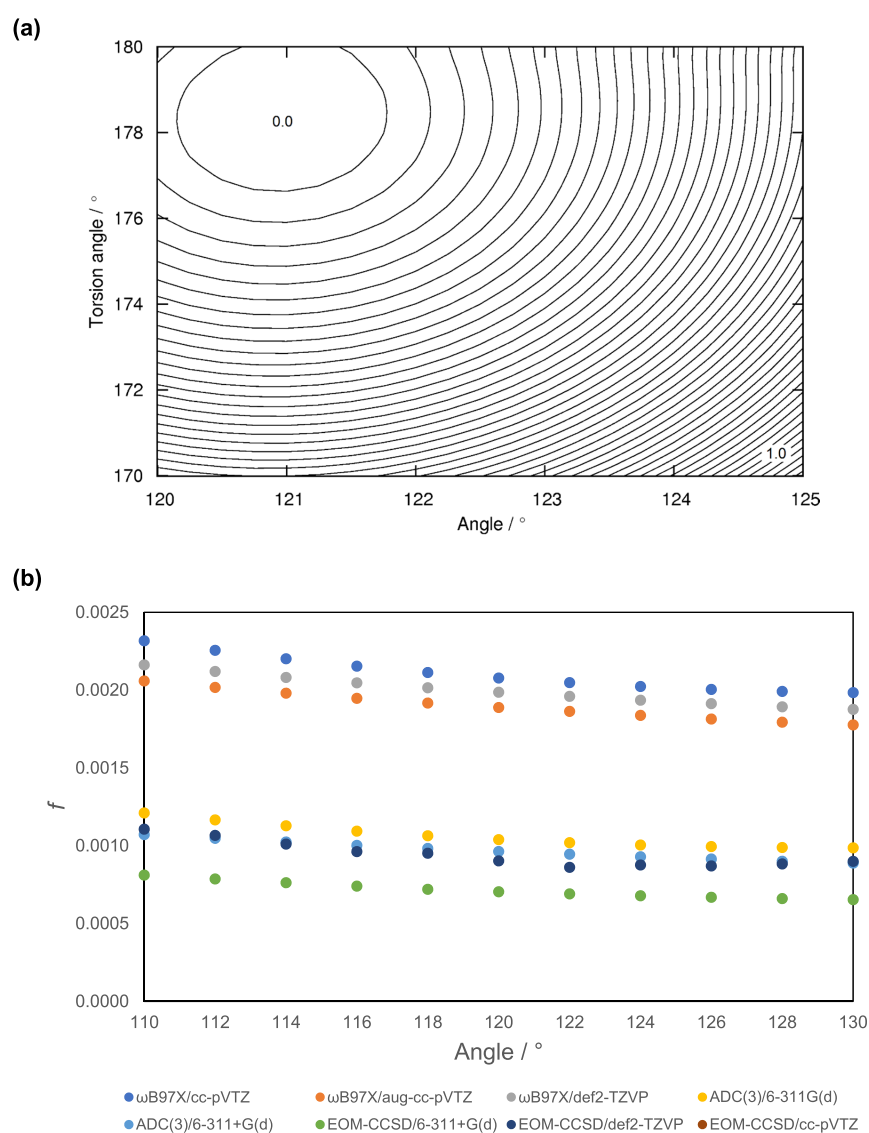 (a)
180
178
176
174
172
170
Torsion angle / °
0.0
1.0
120 121 122 123 124 125
Angle / °
(b)
0.0025
0.0020
0.0015
0.0010
0.0005
0.0000
f
110 112 114 116 118 120 122 124 126 128 130
Angle / °
ωB97X/cc-pVTZ ωB97X/aug-cc-pVTZ ωB97X/def2-TZVP ADC(3)/6-311G(d)
ADC(3)/6-311+G(d) EOM-CCSD/6-311+G(d) EOM-CCSD/def2-TZVP EOM-CCSD/cc-pVTZ